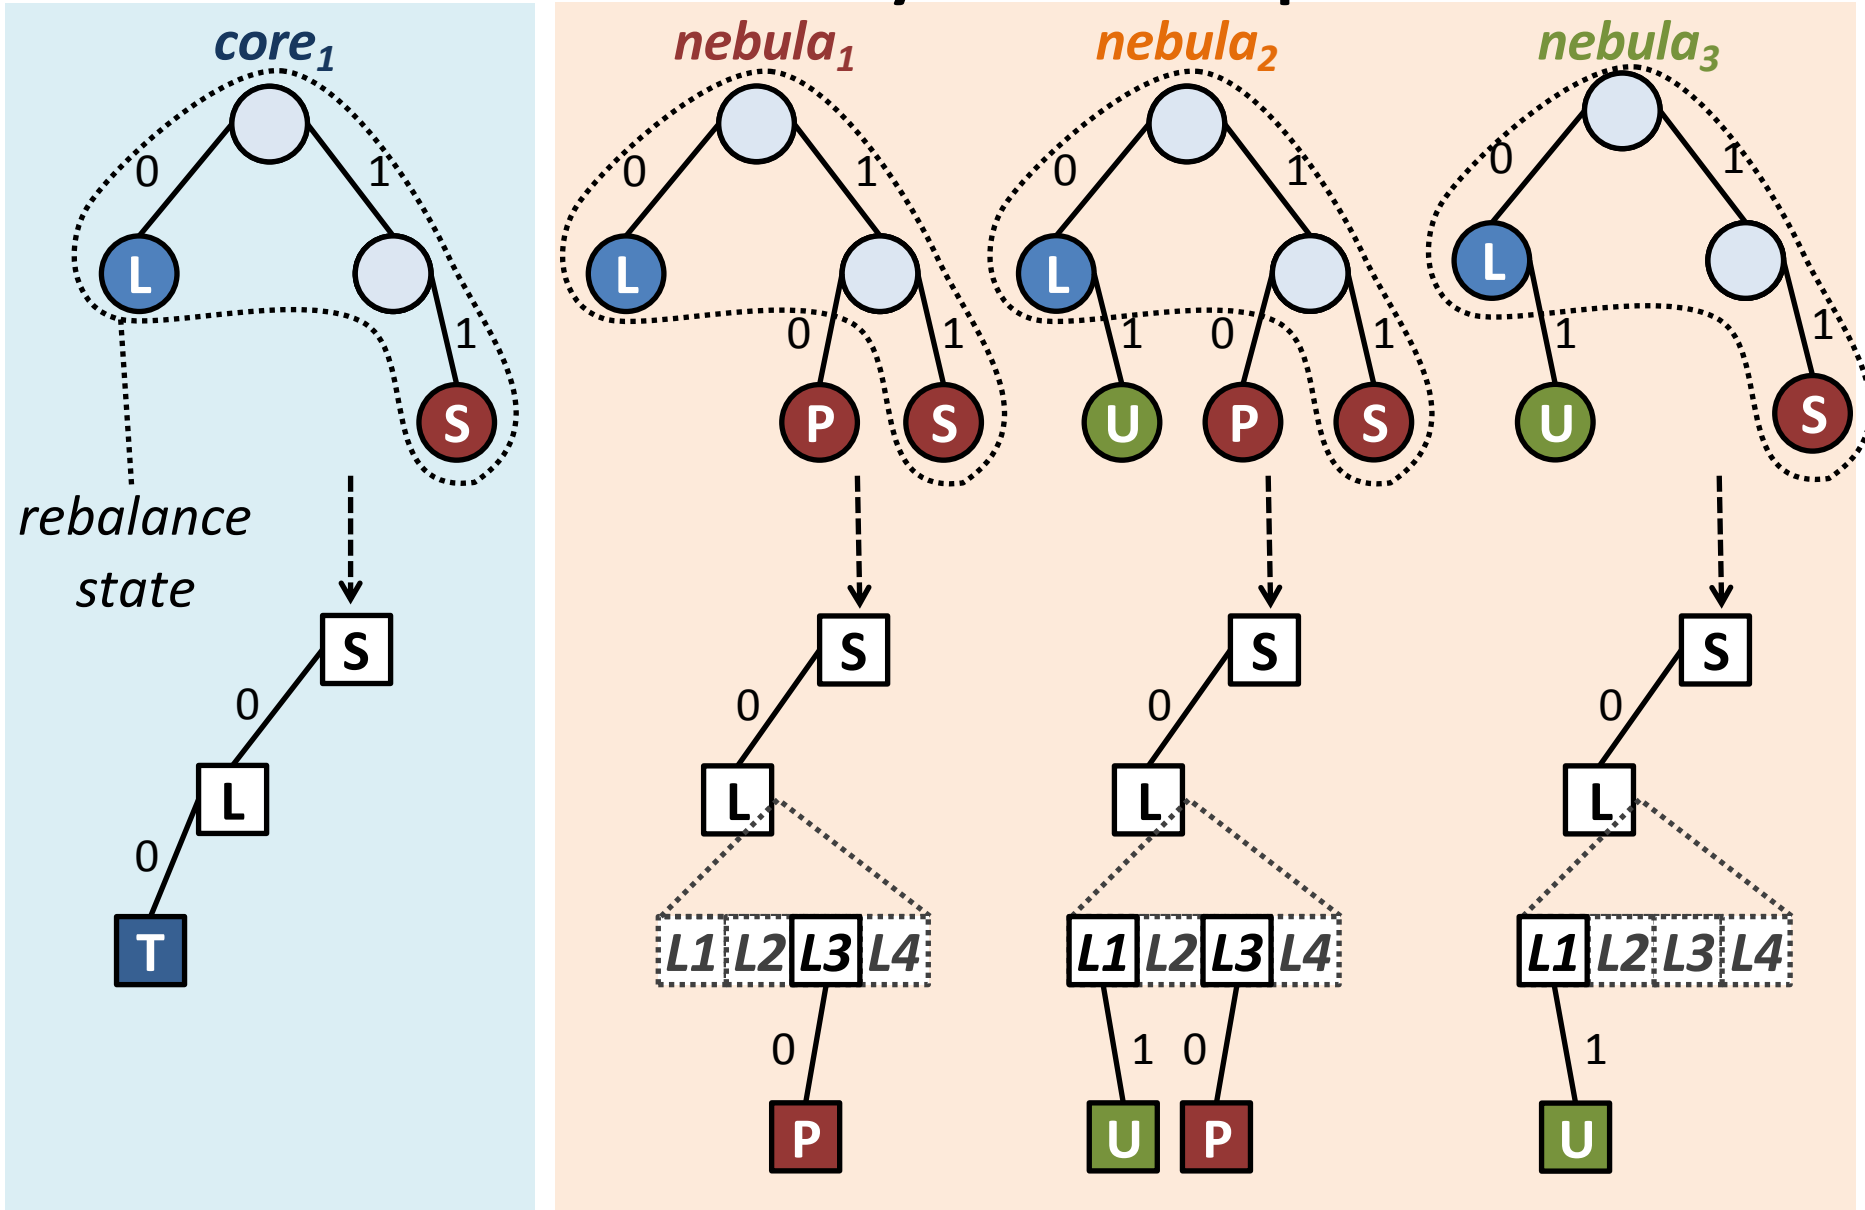 core1 nebula1 nebula2 nebula3
0 1 0 1 0 1 0 1
L L L L
1 0 1 1 0 1 1 1
S P S U P S U S
rebalance
state
S S S S
0 0 0 0
L L L L
0
T L1 L2 L3 L4 L1 L2 L3 L4 L1 L2 L3 L4
0 1 0 1
P U P U